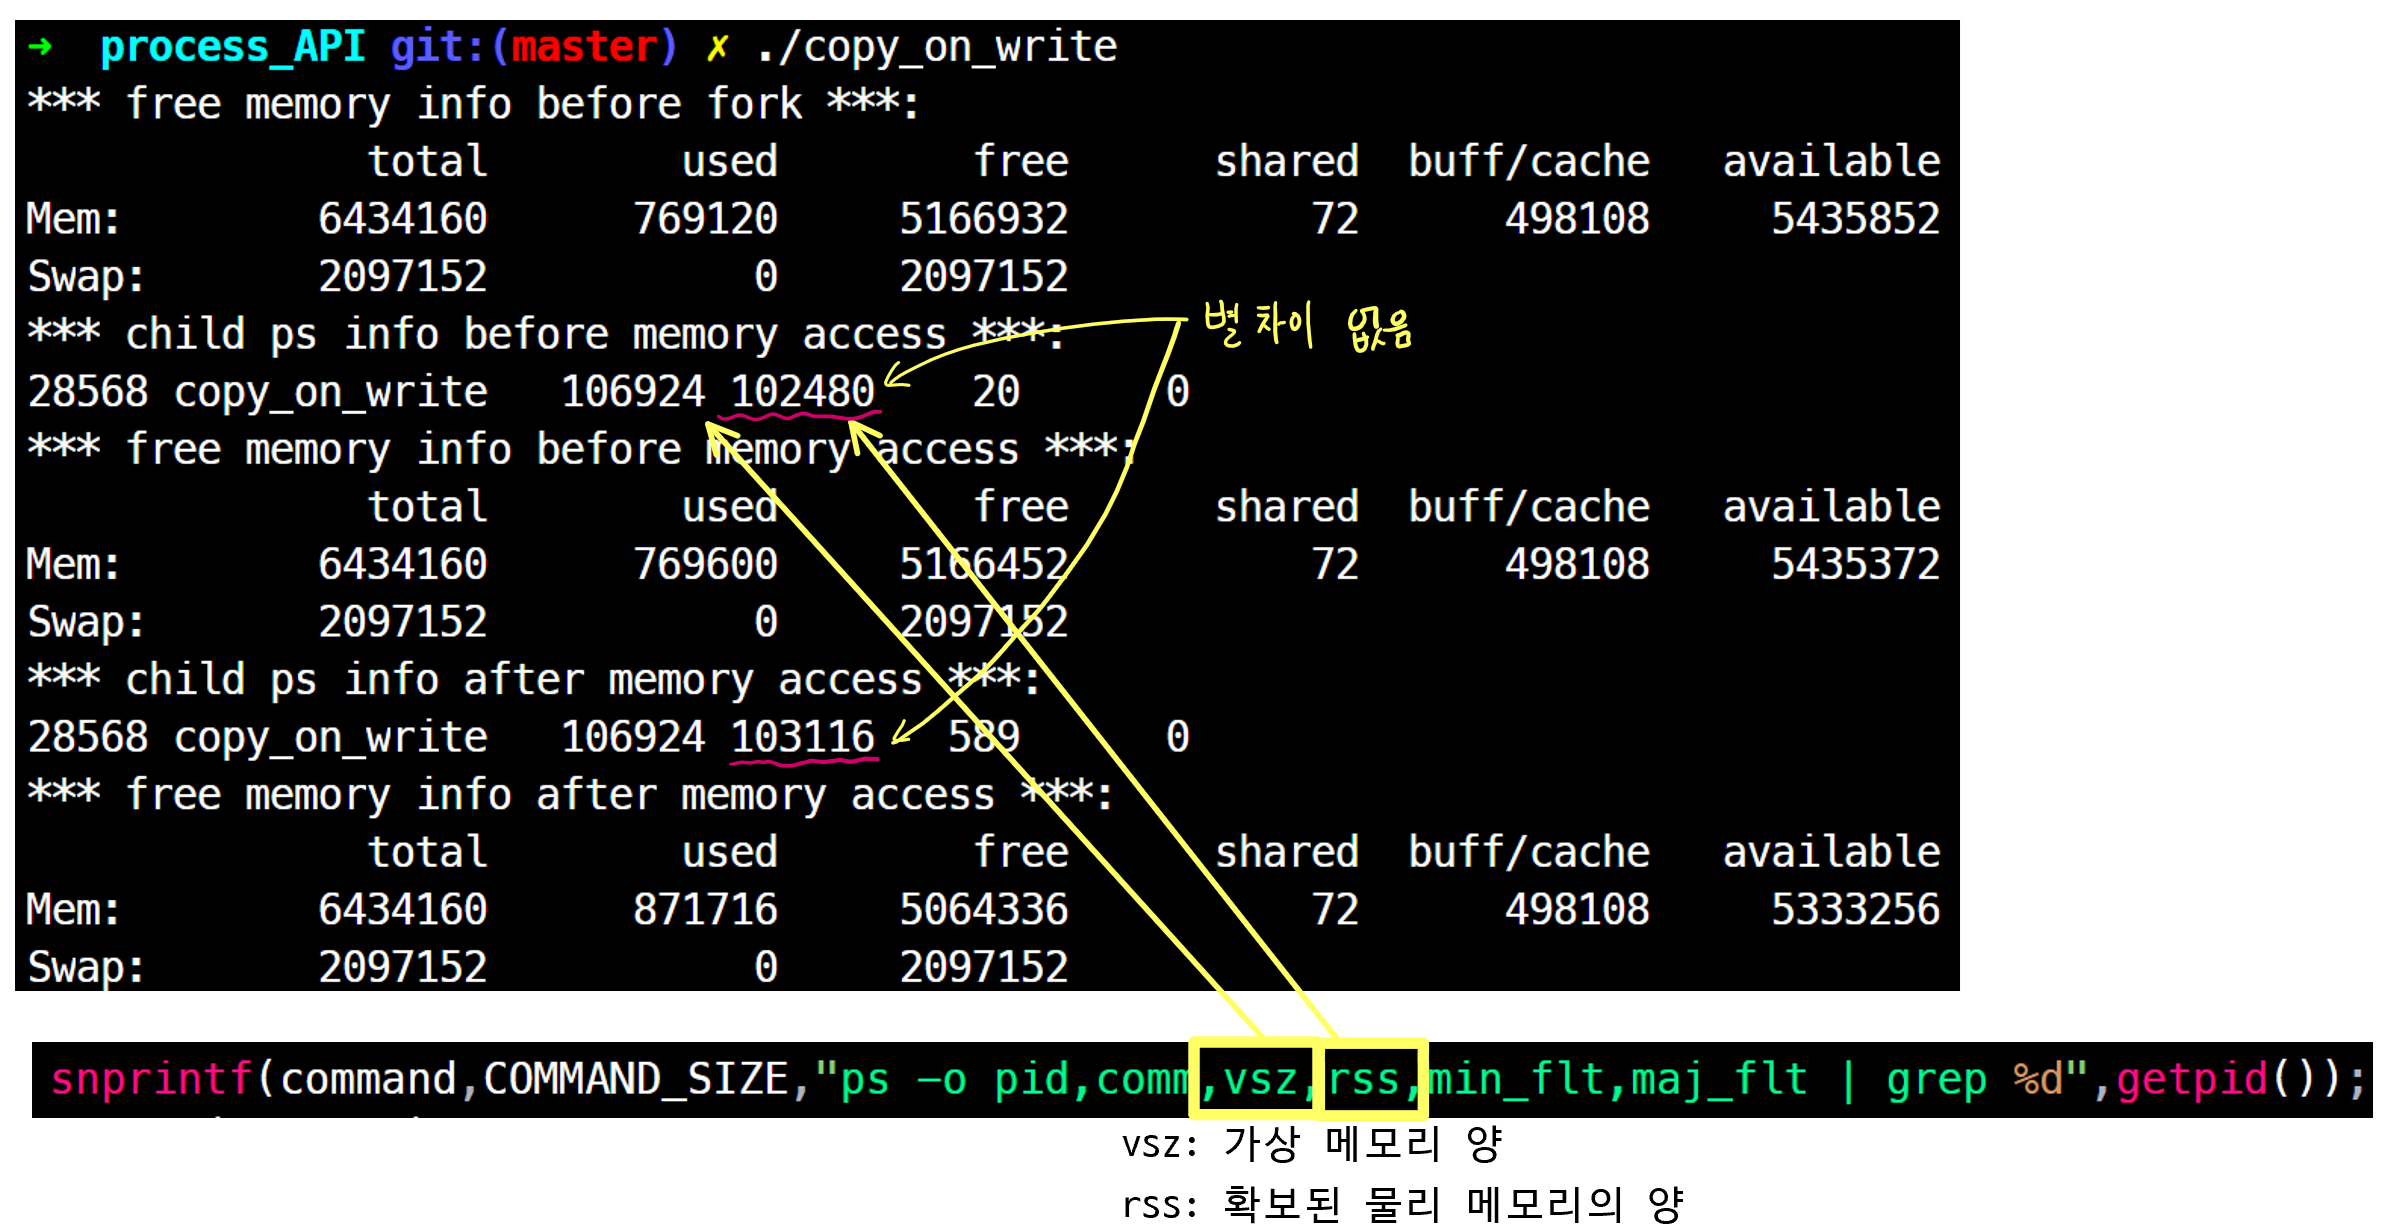 ➜ process_API git:(master) ✗ ./copy_on_write
*** free memory info before fork ***:
total used free shared buff/cache available
Mem: 6434160 769120 5166932 72 498108 5435852
Swap: 2097152 0 2097152
*** child ps info before memory access ***:
별 차이 없음
28568 copy_on_write 106924 102480 20 0
*** free memory info before memory access ***:
total used free shared buff/cache available
Mem: 6434160 769600 5166452 72 498108 5435372
Swap: 2097152 0 2097152
*** child ps info after memory access ***:
28568 copy_on_write 106924 103116 589 0
*** free memory info after memory access ***:
total used free shared buff/cache available
Mem: 6434160 871716 5064336 72 498108 5333256
Swap: 2097152 0 2097152
snprintf(command,COMMAND_SIZE,"ps –o pid,comm,vsz,rss,min_flt,maj_flt | grep %d",getpid());
vsz: 가상 메모리 양
rss: 확보된 물리 메모리의 양